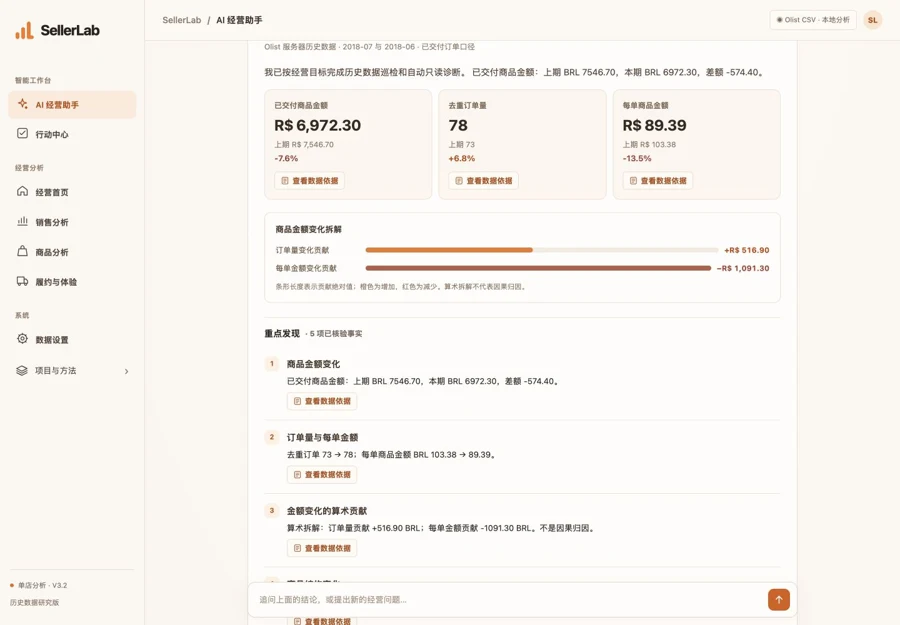 SellerLab
智能工作台
AI 经营助手
行动中心
经营分析
经营首页
销售分析
商品分析
履约与体验
系统
数据设置
项目与方法
单店分析 · V3.2
历史数据研究版
SellerLab / AI 经营助手
Olist CSV · 本地分析
SL
Olist 服务器历史数据 · 2018-07 与 2018-06 · 已交付订单口径
我已按经营目标完成历史数据巡检和自动只读诊断。 已交付商品金额：上期 BRL 7546.70，本期 BRL 6972.30，差额 -574.40。
已交付商品金额
R$ 6,972.30
上期 R$ 7,546.70
-7.6%
查看数据依据
去重订单量
78
上期 73
+6.8%
查看数据依据
每单商品金额
R$ 89.39
上期 R$ 103.38
-13.5%
查看数据依据
商品金额变化拆解
订单量变化贡献 +R$ 516.90
每单金额变化贡献 −R$ 1,091.30
条形长度表示贡献绝对值；橙色为增加，红色为减少。算术拆解不代表因果归因。
重点发现 · 5 项已核验事实
1 商品金额变化
已交付商品金额：上期 BRL 7546.70，本期 BRL 6972.30，差额 -574.40。
查看数据依据
2 订单量与每单金额
去重订单 73 → 78；每单商品金额 BRL 103.38 → 89.39。
查看数据依据
3 金额变化的算术贡献
算术拆解：订单量贡献 +516.90 BRL；每单金额贡献 -1091.30 BRL。不是因果归因。
查看数据依据
追问上面的结论，或提出新的经营问题...
查看数据依据